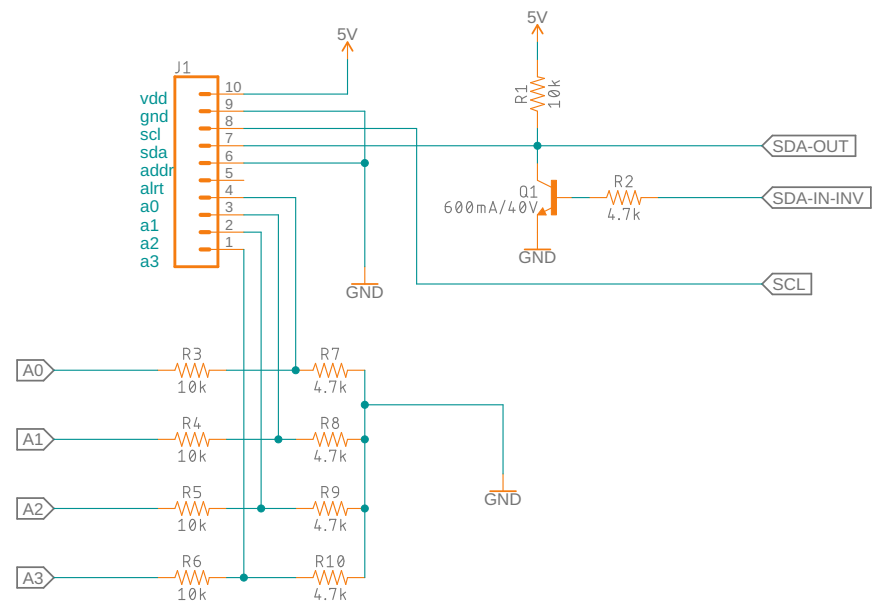 5V
5V
J1
10
vdd
9
gnd
8
scl
7
sda
6
addr
5
alrt
4
a0
3
a1
2
a2
1
a3
R1
10k
SDA-OUT
Q1
600mA/40V
R2
4.7k
SDA-IN-INV
GND
GND
SCL
A0
R3
10k
R7
4.7k
A1
R4
10k
R8
4.7k
A2
R5
10k
R9
4.7k
GND
A3
R6
10k
R10
4.7k